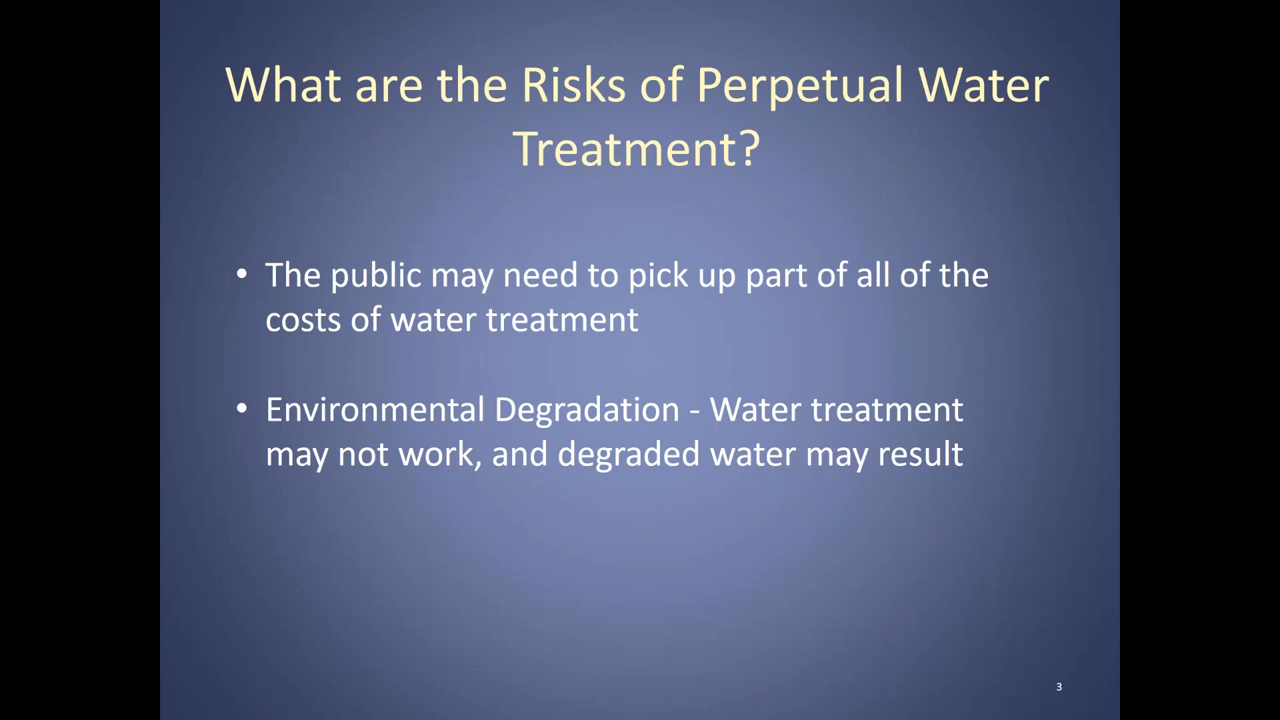 What are the Risks of Perpetual Water
Treatment?
• The public may need to pick up part of all of the
costs of water treatment
• Environmental Degradation - Water treatment
may not work, and degraded water may result
3